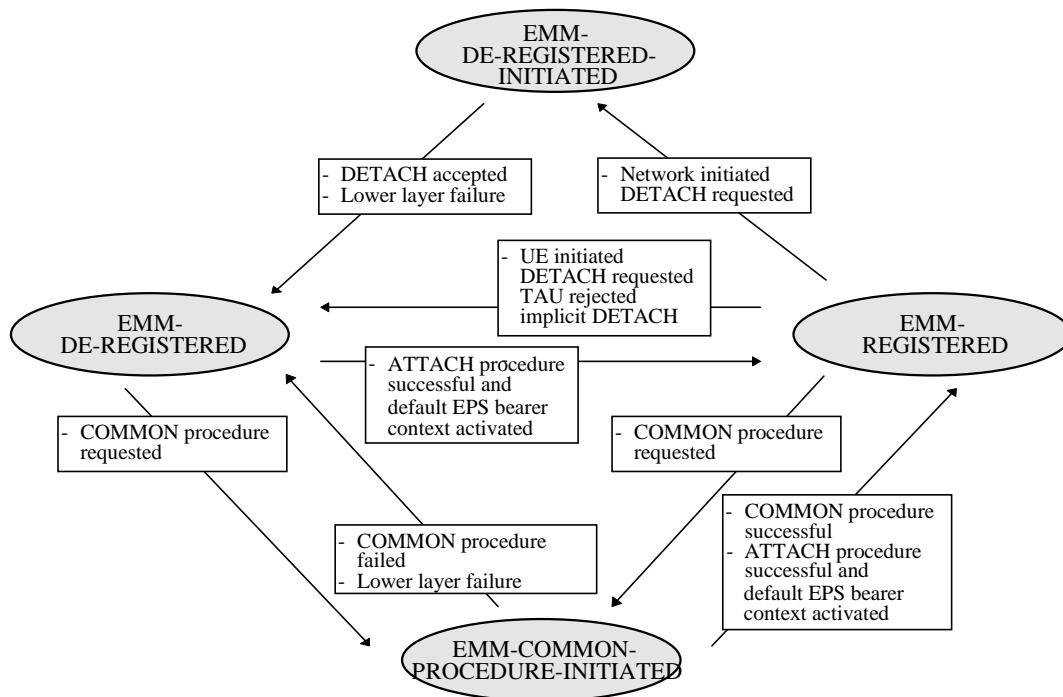 EMM-
DE-REGISTERED-
INITIATED
- DETACH accepted
- Lower layer failure
- Network initiated
DETACH requested
- UE initiated
DETACH requested
TAU rejected
implicit DETACH
EMM-
DE-REGISTERED
EMM-
REGISTERED
- ATTACH procedure
successful and
default EPS bearer
context activated
- COMMON procedure
requested
- COMMON procedure
requested
- COMMON procedure
failed
- Lower layer failure
- COMMON procedure
successful
- ATTACH procedure
successful and
default EPS bearer
context activated
EMM-COMMON-
PROCEDURE-INITIATED